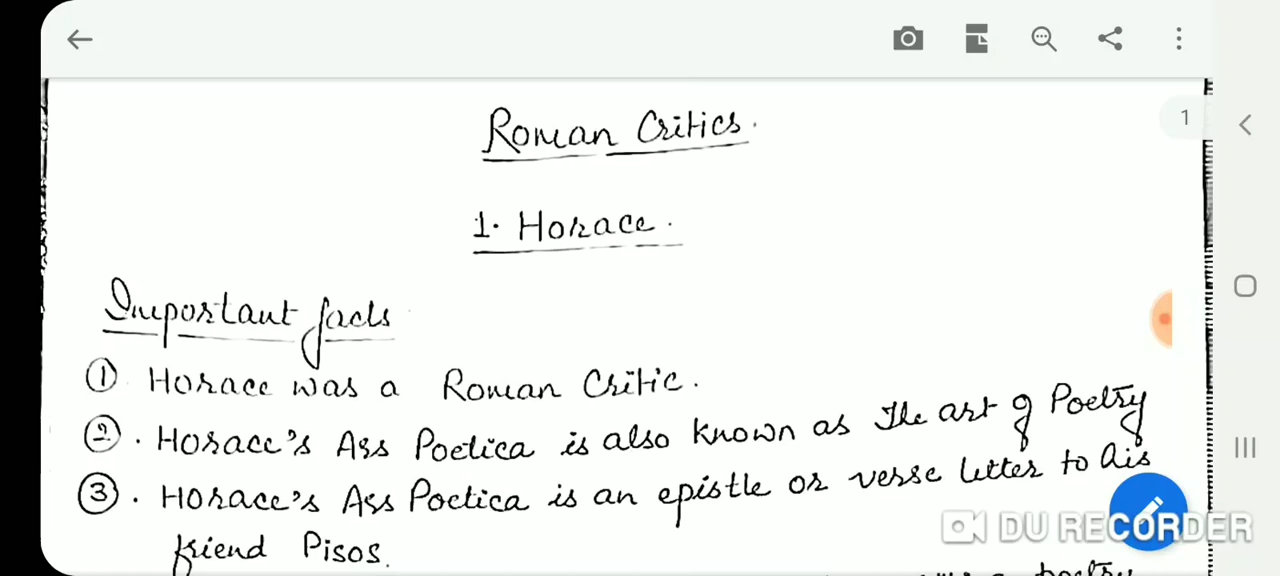 1
Roman Critics.
1. Horace.
Important facts
① Horace was a Roman Critic.
②. Horace's Ars Poetica is also known as The art of Poetry
③. Horace's Ars Poetica is an epistle or verse letter to his
friend Pisos.
poetry
DU RECORDER